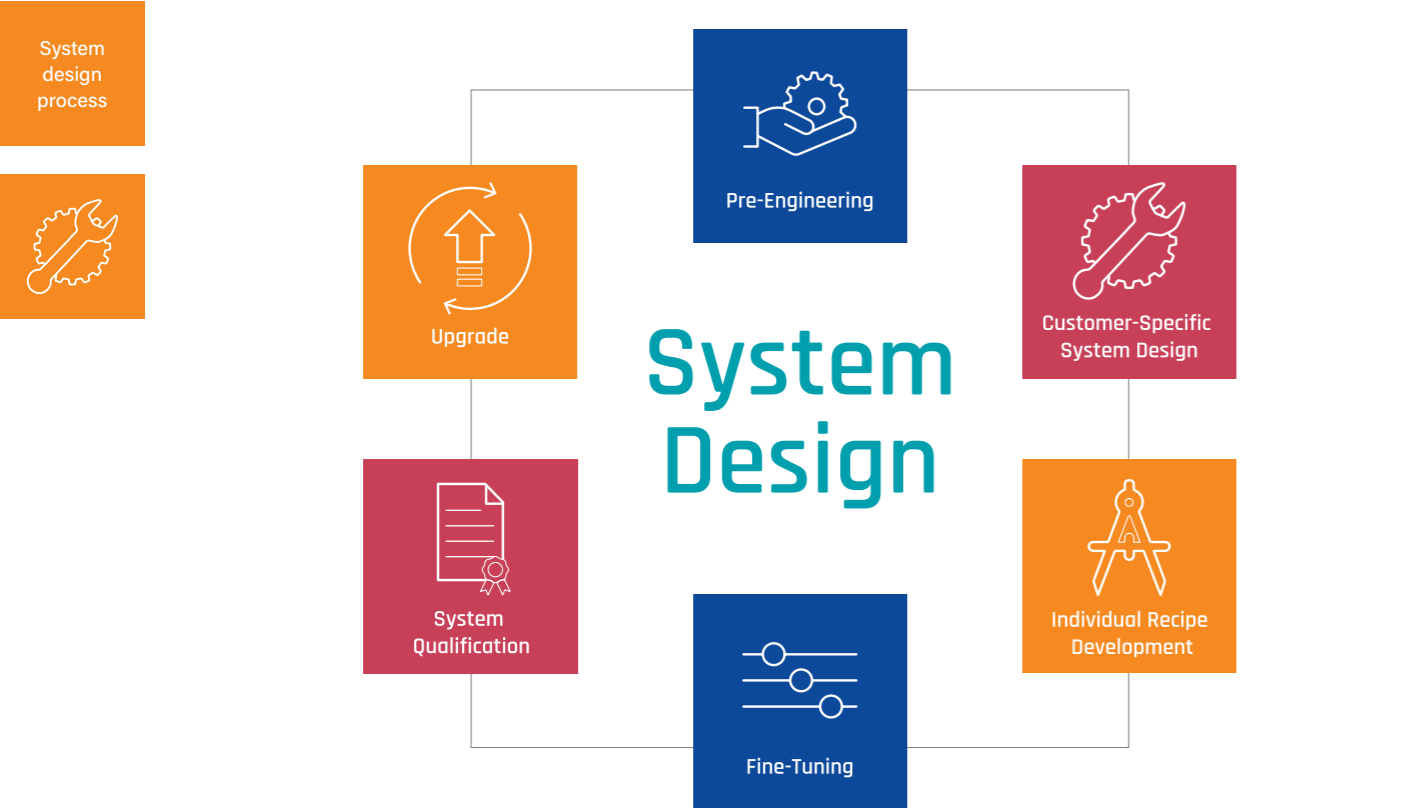 System
design
process
Pre-Engineering
Customer-Specific
System Design
Individual Recipe
Development
Fine-Tuning
System
Qualification
Upgrade
System
Design